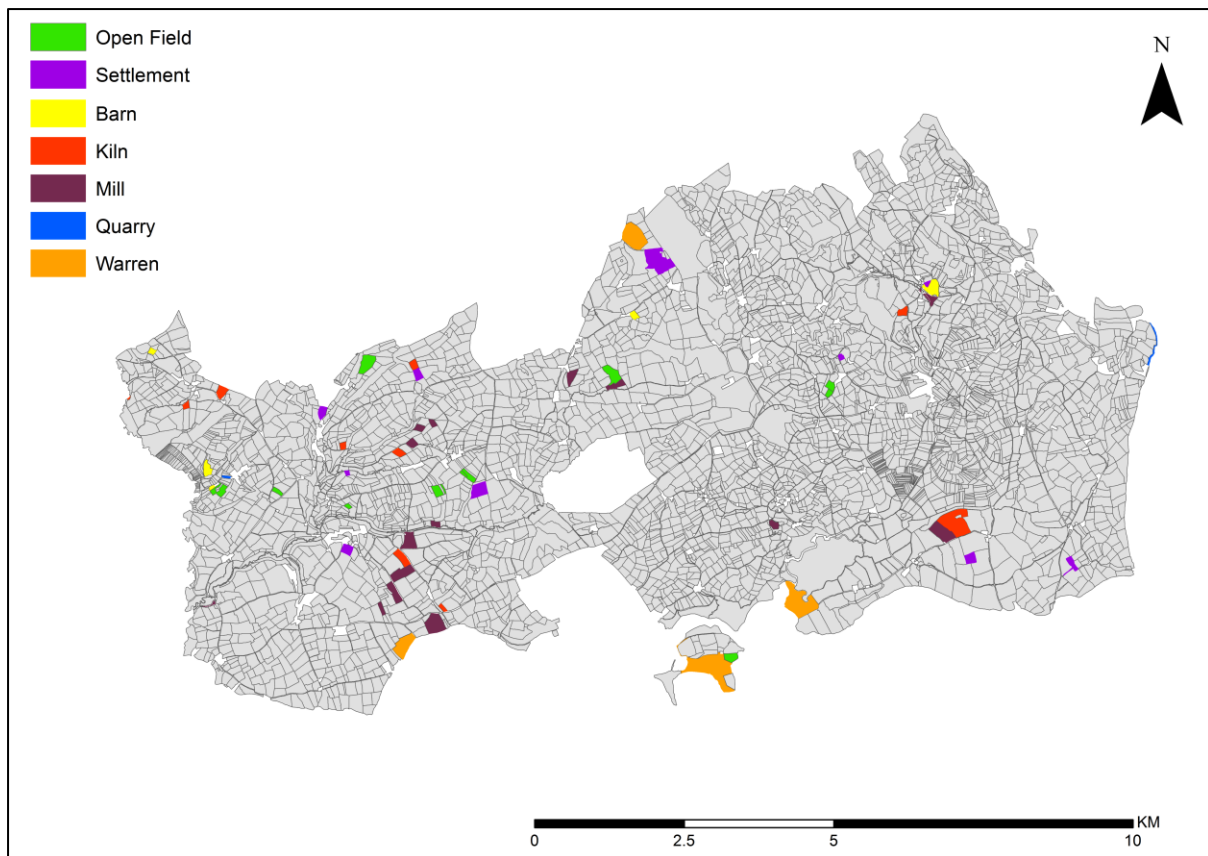 Open Field
Settlement
Barn
Kiln
Mill
Quarry
Warren
N
KM
0 2.5 5 10